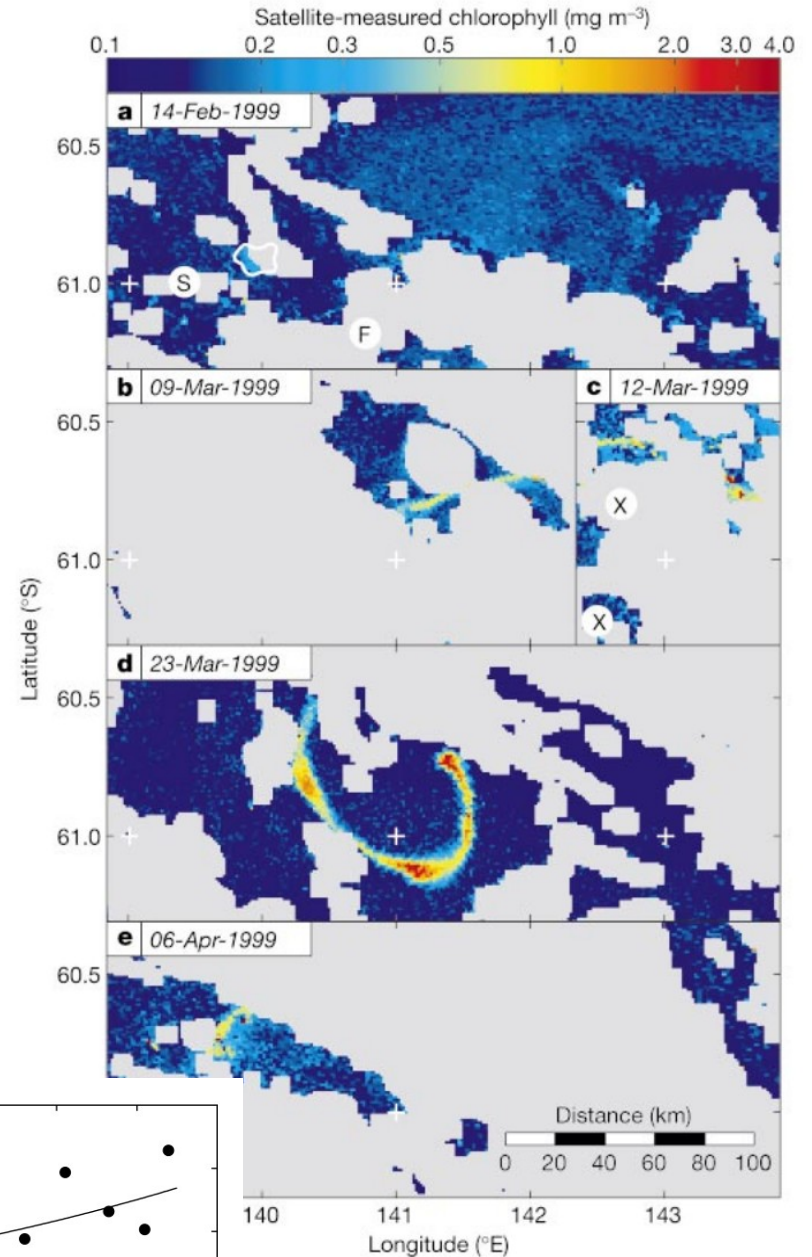 Satellite-measured chlorophyll (mg m⁻³)
0.1 0.2 0.3 0.5 1.0 2.0 3.0 4.0
a 14-Feb-1999
60.5
61.0
S
F
b 09-Mar-1999
c 12-Mar-1999
60.5
61.0
X
X
Latitude (°S)
d 23-Mar-1999
60.5
61.0
e 06-Apr-1999
60.5
Distance (km)
0 20 40 60 80 100
140 141 142 143
Longitude (°E)